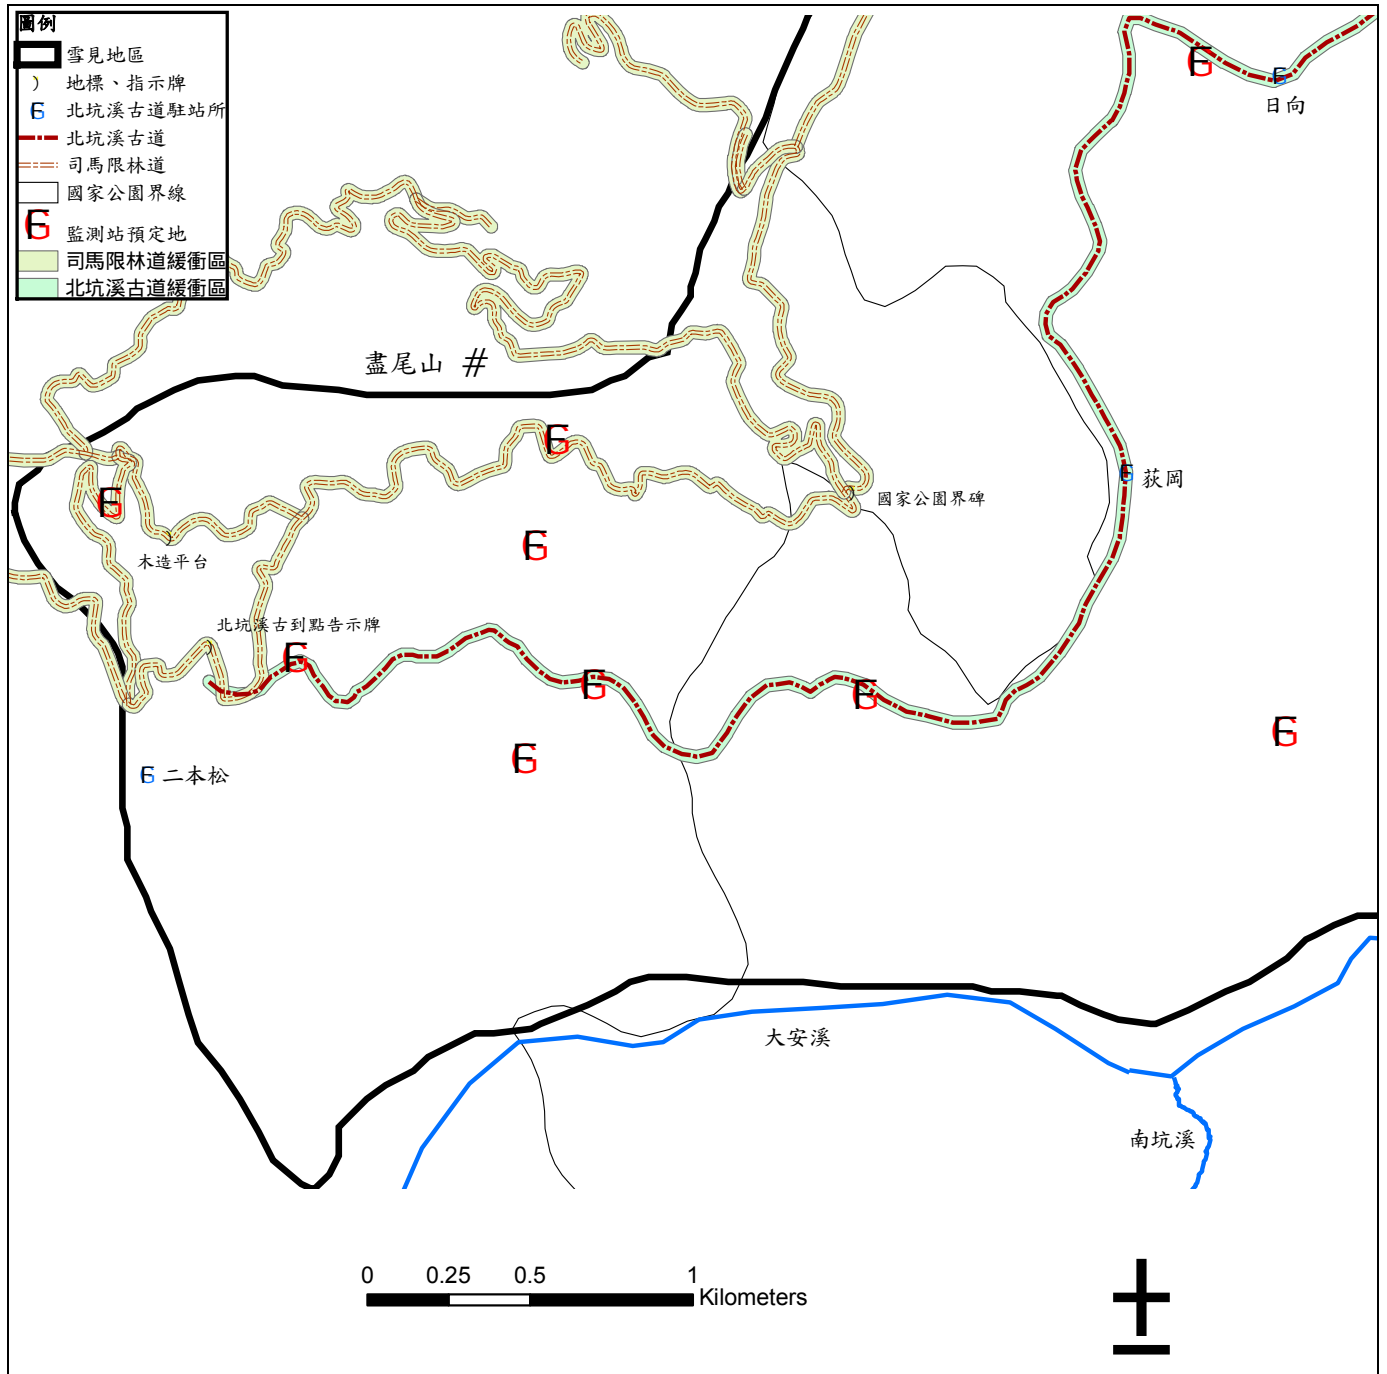 圖例
雪見地區
地標、指示牌
北坑溪古道駐站所
北坑溪古道
司馬限林道
國家公園界線
監測站預定地
司馬限林道緩衝區
北坑溪古道緩衝區
日向
盡尾山 #
荻岡
國家公園界碑
木造平台
北坑溪古到點告示牌
二本松
大安溪
南坑溪
0 0.25 0.5 1
Kilometers